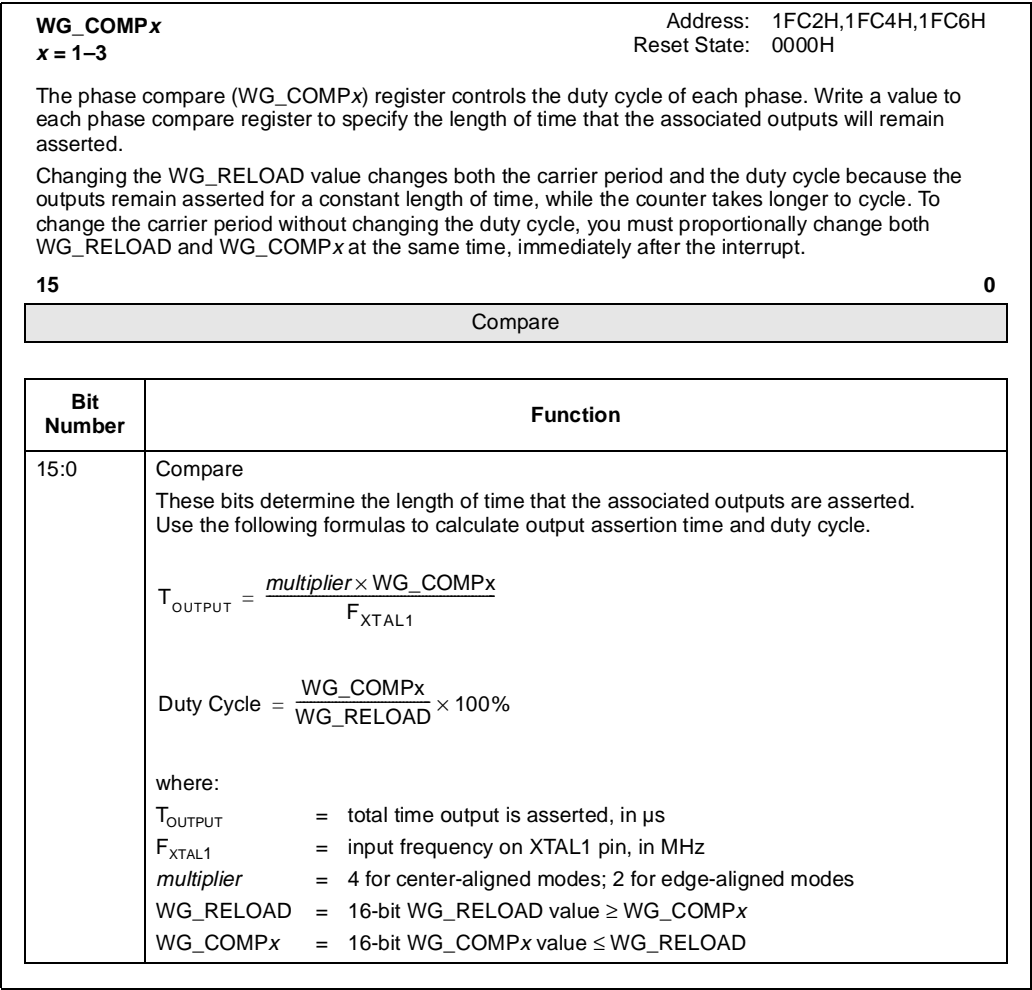 WG_COMPx
x = 1–3
Address: 1FC2H,1FC4H,1FC6H
Reset State: 0000H
The phase compare (WG_COMPx) register controls the duty cycle of each phase. Write a value to
each phase compare register to specify the length of time that the associated outputs will remain
asserted.
Changing the WG_RELOAD value changes both the carrier period and the duty cycle because the
outputs remain asserted for a constant length of time, while the counter takes longer to cycle. To
change the carrier period without changing the duty cycle, you must proportionally change both
WG_RELOAD and WG_COMPx at the same time, immediately after the interrupt.
15 0
Compare
Bit Number Function
15:0 Compare
These bits determine the length of time that the associated outputs are asserted.
Use the following formulas to calculate output assertion time and duty cycle.
T_OUTPUT = multiplier × WG_COMPx / F_XTAL1
Duty Cycle = WG_COMPx / WG_RELOAD × 100%
where:
T_OUTPUT = total time output is asserted, in µs
F_XTAL1 = input frequency on XTAL1 pin, in MHz
multiplier = 4 for center-aligned modes; 2 for edge-aligned modes
WG_RELOAD = 16-bit WG_RELOAD value ≥ WG_COMPx
WG_COMPx = 16-bit WG_COMPx value ≤ WG_RELOAD